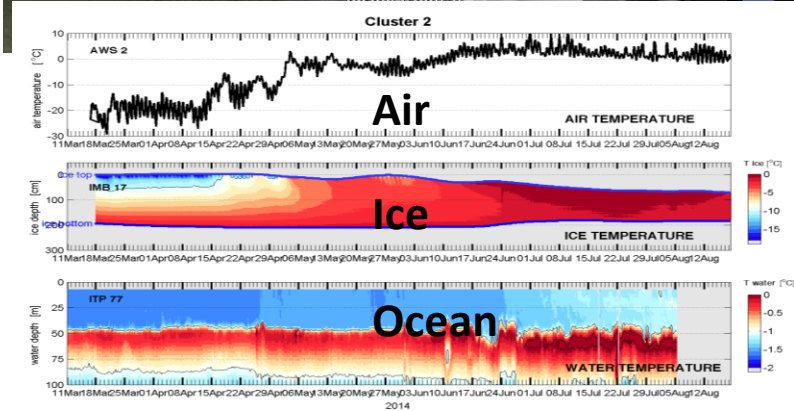 Cluster 2
10
AWS 2
0
-10
Air
-20
AIR TEMPERATURE
-30
air temperature [°C]
11Mar18Mar25Mar01Apr08Apr15Apr22Apr29Apr06May13May20May27May03Jun10Jun17Jun24Jun01Jul08Jul15Jul22Jul29Jul05Aug12Aug
T ice [°C]
Ice top
IMB 17
100
Ice
200
Ice bottom
ICE TEMPERATURE
300
ice depth [cm]
0
-5
-10
-15
11Mar18Mar25Mar01Apr08Apr15Apr22Apr29Apr06May13May20May27May03Jun10Jun17Jun24Jun01Jul08Jul15Jul22Jul29Jul05Aug12Aug
T water [°C]
0
ITP 77
25
Ocean
50
75
WATER TEMPERATURE
100
water depth [m]
0
-0.5
-1
-1.5
-2
11Mar18Mar25Mar01Apr08Apr15Apr22Apr29Apr06May13May20May27May03Jun10Jun17Jun24Jun01Jul08Jul15Jul22Jul29Jul05Aug12Aug
2014